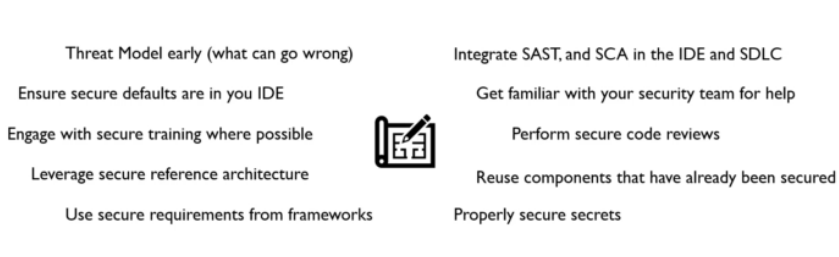 Threat Model early (what can go wrong)
Ensure secure defaults are in you IDE
Engage with secure training where possible
Leverage secure reference architecture
Use secure requirements from frameworks
Integrate SAST, and SCA in the IDE and SDLC
Get familiar with your security team for help
Perform secure code reviews
Reuse components that have already been secured
Properly secure secrets